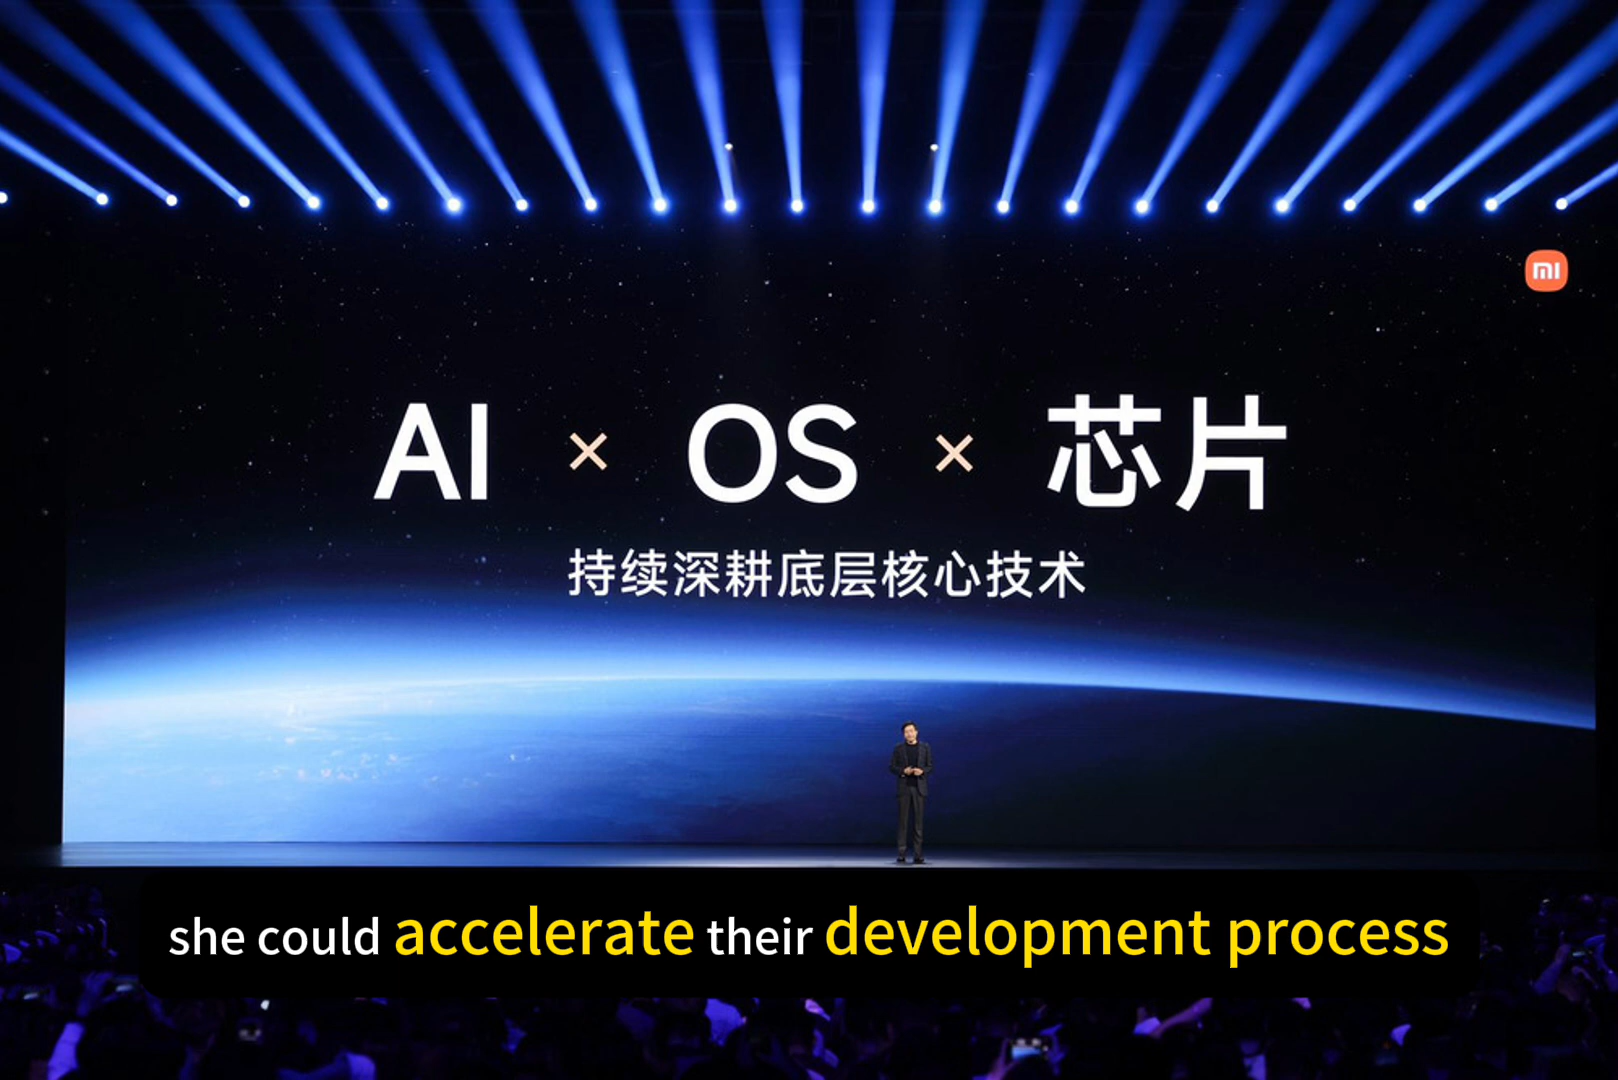 mi
AI × OS × 芯片
持续深耕底层核心技术
she could accelerate their development process